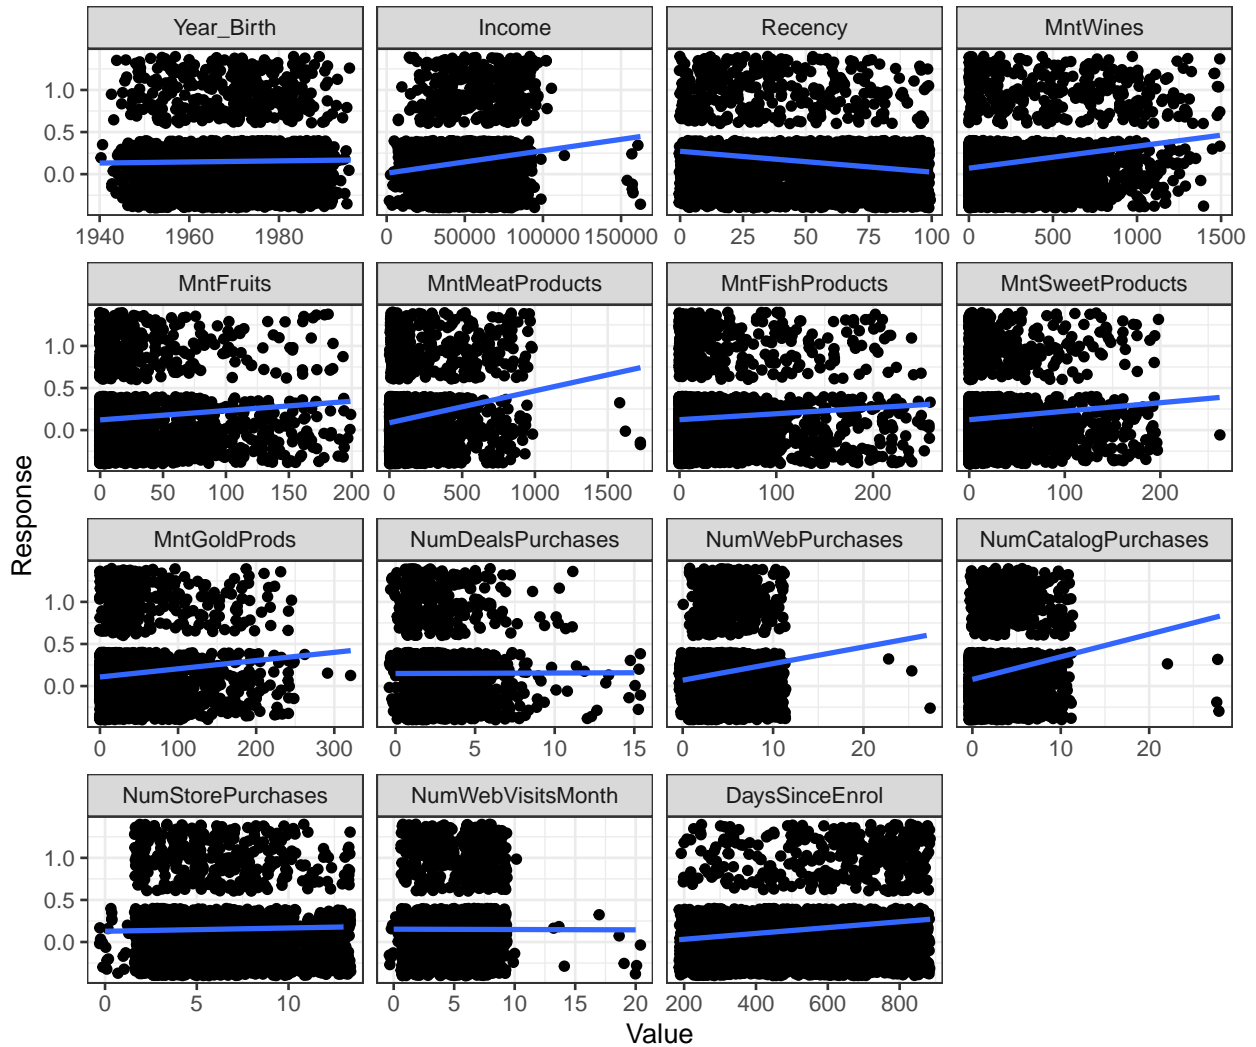 Year_Birth Income Recency MntWines
1.0
0.5
0.0
1940 1960 1980 0 50000 100000 150000 0 25 50 75 100 0 500 1000 1500
MntFruits MntMeatProducts MntFishProducts MntSweetProducts
1.0
0.5
0.0
0 50 100 150 200 0 500 1000 1500 0 100 200 0 100 200
Response
MntGoldProds NumDealsPurchases NumWebPurchases NumCatalogPurchases
1.0
0.5
0.0
0 100 200 300 0 5 10 15 0 10 20 0 10 20
NumStorePurchases NumWebVisitsMonth DaysSinceEnrol
1.0
0.5
0.0
0 5 10 0 5 10 15 20 200 400 600 800
Value